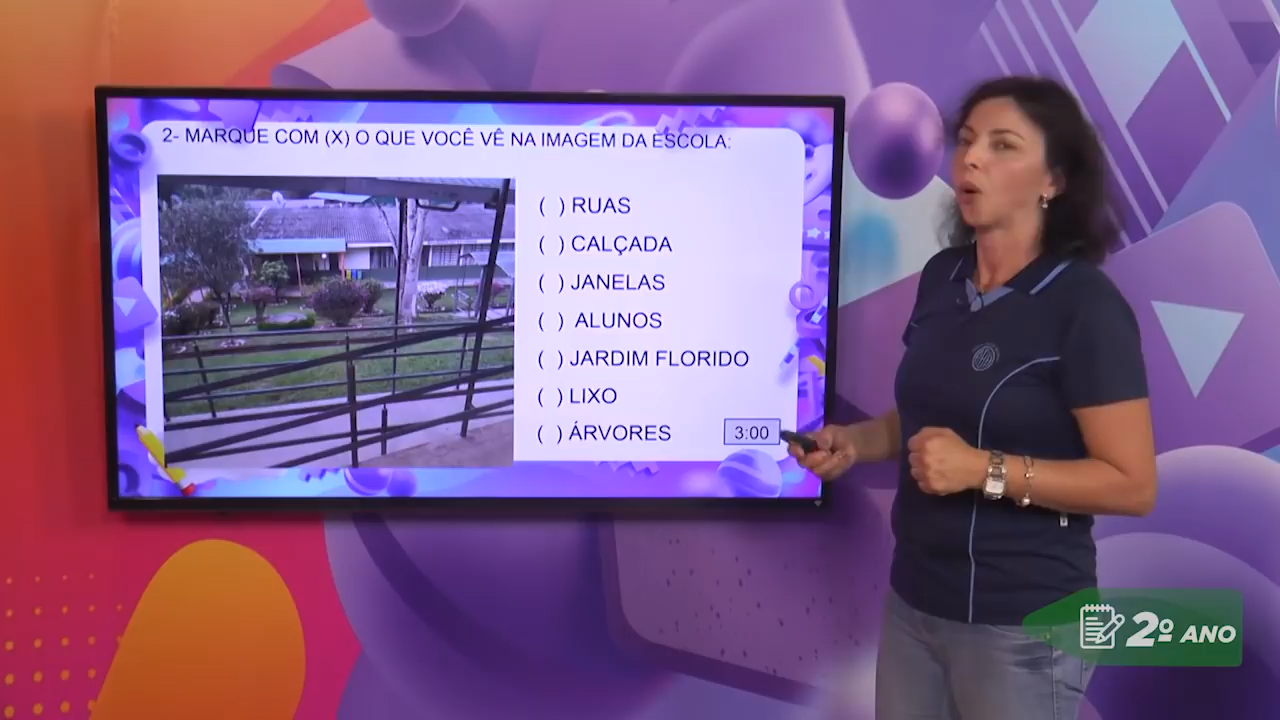 2- MARQUE COM (X) O QUE VOCÊ VÊ NA IMAGEM DA ESCOLA:
( ) RUAS
( ) CALÇADA
( ) JANELAS
( ) ALUNOS
( ) JARDIM FLORIDO
( ) LIXO
( ) ÁRVORES
3:00
2º ANO